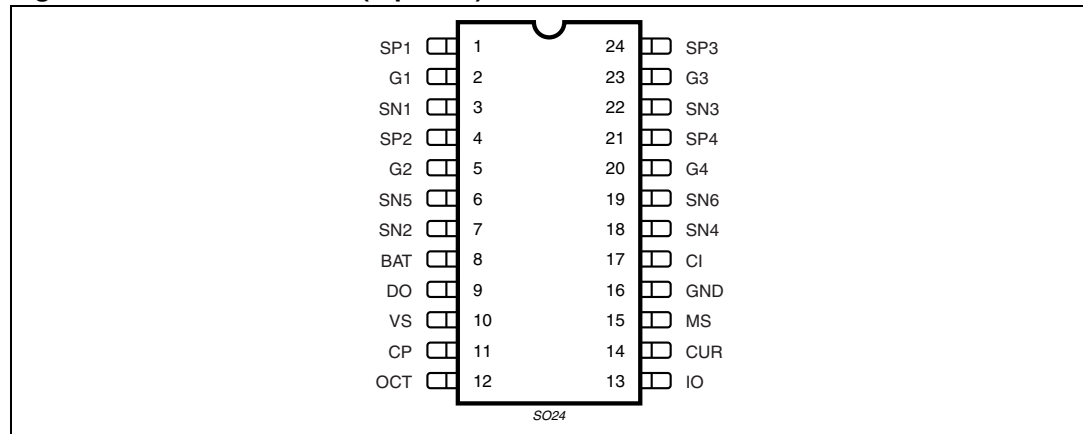 SP1 1 24 SP3
G1 2 23 G3
SN1 3 22 SN3
SP2 4 21 SP4
G2 5 20 G4
SN5 6 19 SN6
SN2 7 18 SN4
BAT 8 17 CI
DO 9 16 GND
VS 10 15 MS
CP 11 14 CUR
OCT 12 13 IO
SO24